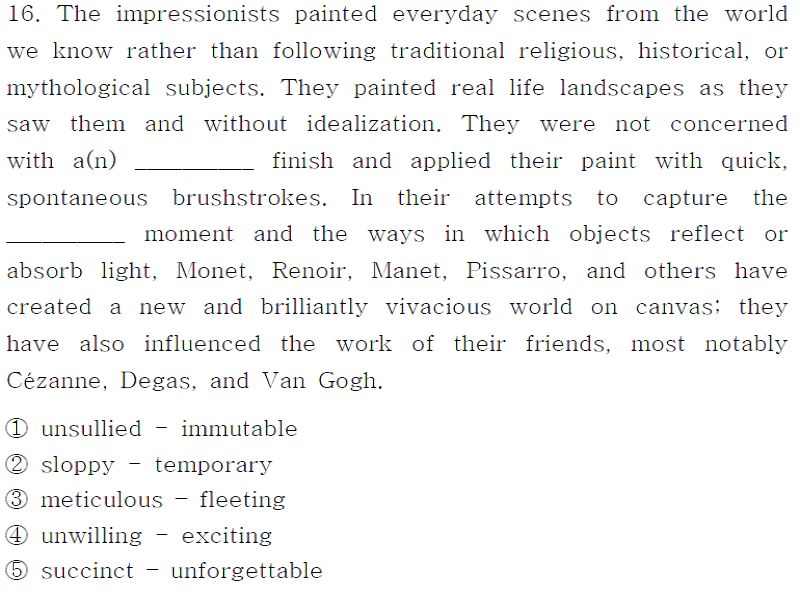 16. The impressionists painted everyday scenes from the world
we know rather than following traditional religious, historical, or
mythological subjects. They painted real life landscapes as they
saw them and without idealization. They were not concerned
with a(n) __________ finish and applied their paint with quick,
spontaneous brushstrokes. In their attempts to capture the
__________ moment and the ways in which objects reflect or
absorb light, Monet, Renoir, Manet, Pissarro, and others have
created a new and brilliantly vivacious world on canvas; they
have also influenced the work of their friends, most notably
Cézanne, Degas, and Van Gogh.
① unsullied - immutable
② sloppy - temporary
③ meticulous - fleeting
④ unwilling - exciting
⑤ succinct - unforgettable